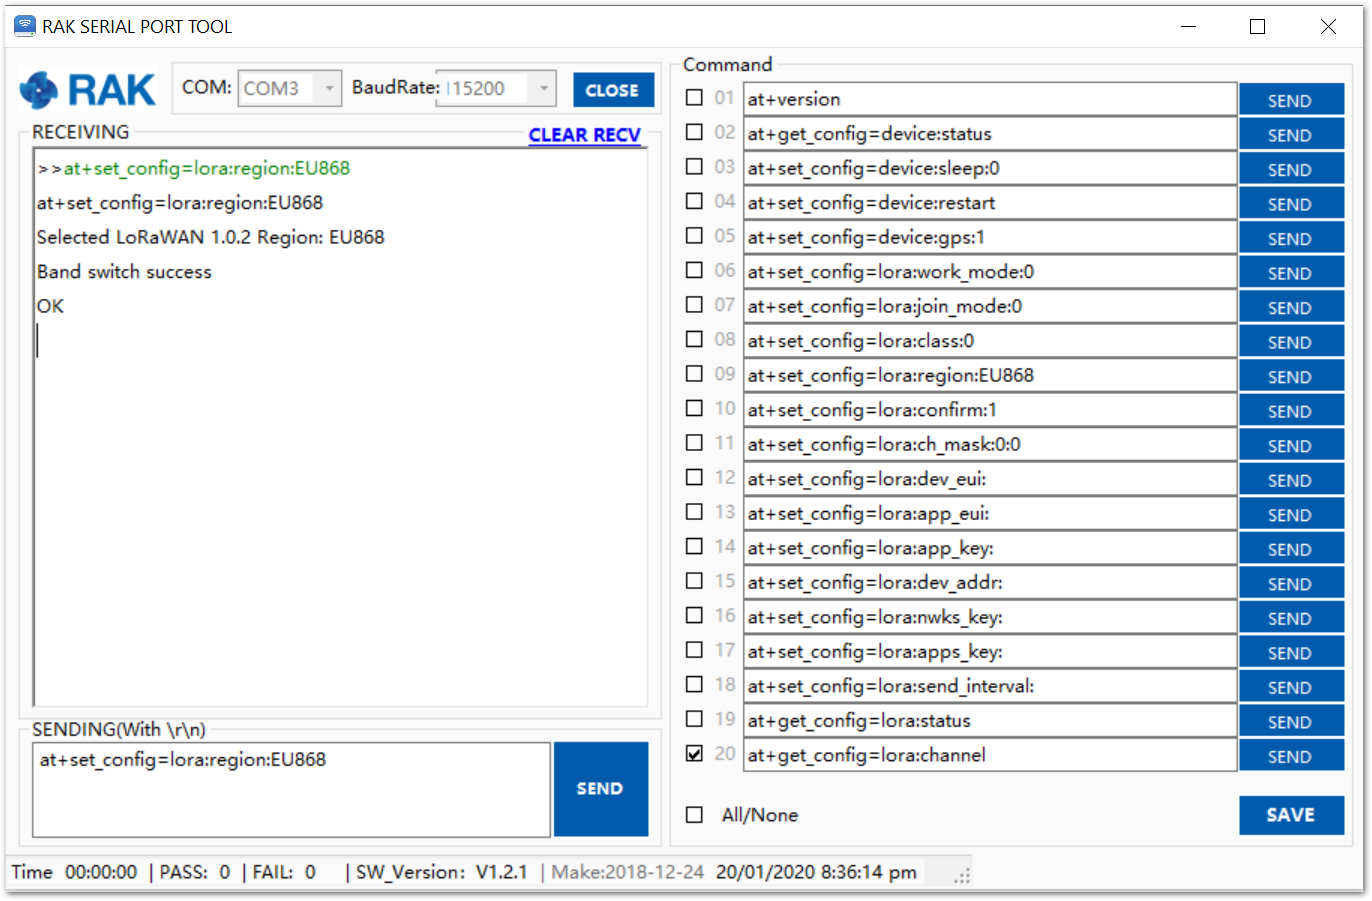 RAK SERIAL PORT TOOL
RAK
COM: COM3 BaudRate: 115200 CLOSE
RECEIVING
CLEAR RECV
>>at+set_config=lora:region:EU868
at+set_config=lora:region:EU868
Selected LoRaWAN 1.0.2 Region: EU868
Band switch success
OK
SENDING(With \r\n)
at+set_config=lora:region:EU868
SEND
Command
01 at+version SEND
02 at+get_config=device:status SEND
03 at+set_config=device:sleep:0 SEND
04 at+set_config=device:restart SEND
05 at+set_config=device:gps:1 SEND
06 at+set_config=lora:work_mode:0 SEND
07 at+set_config=lora:join_mode:0 SEND
08 at+set_config=lora:class:0 SEND
09 at+set_config=lora:region:EU868 SEND
10 at+set_config=lora:confirm:1 SEND
11 at+set_config=lora:ch_mask:0:0 SEND
12 at+set_config=lora:dev_eui: SEND
13 at+set_config=lora:app_eui: SEND
14 at+set_config=lora:app_key: SEND
15 at+set_config=lora:dev_addr: SEND
16 at+set_config=lora:nwks_key: SEND
17 at+set_config=lora:apps_key: SEND
18 at+set_config=lora:send_interval: SEND
19 at+get_config=lora:status SEND
20 at+get_config=lora:channel SEND
All/None SAVE
Time 00:00:00 | PASS: 0 | FAIL: 0 | SW_Version: V1.2.1 | Make:2018-12-24 20/01/2020 8:36:14 pm